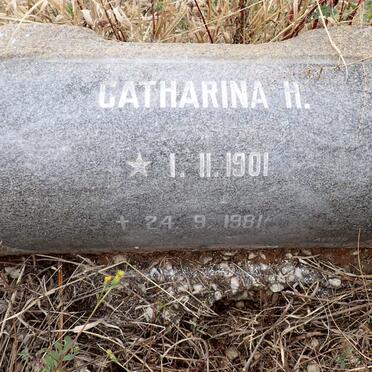 CATHARINA H.
★ 1. 11. 1901
✝ 24. 9. 1981